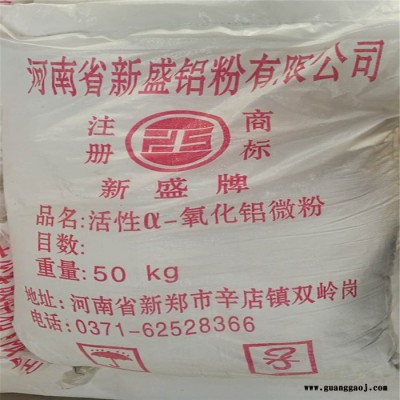 河南省新盛铝粉有限公司
注册 商标
新盛牌
品名:活性α-氧化铝微粉
目数:
重量:50 kg
地址:河南省新郑市辛店镇双岭岗
电话:0371-62528366
www.guanggaoj.com